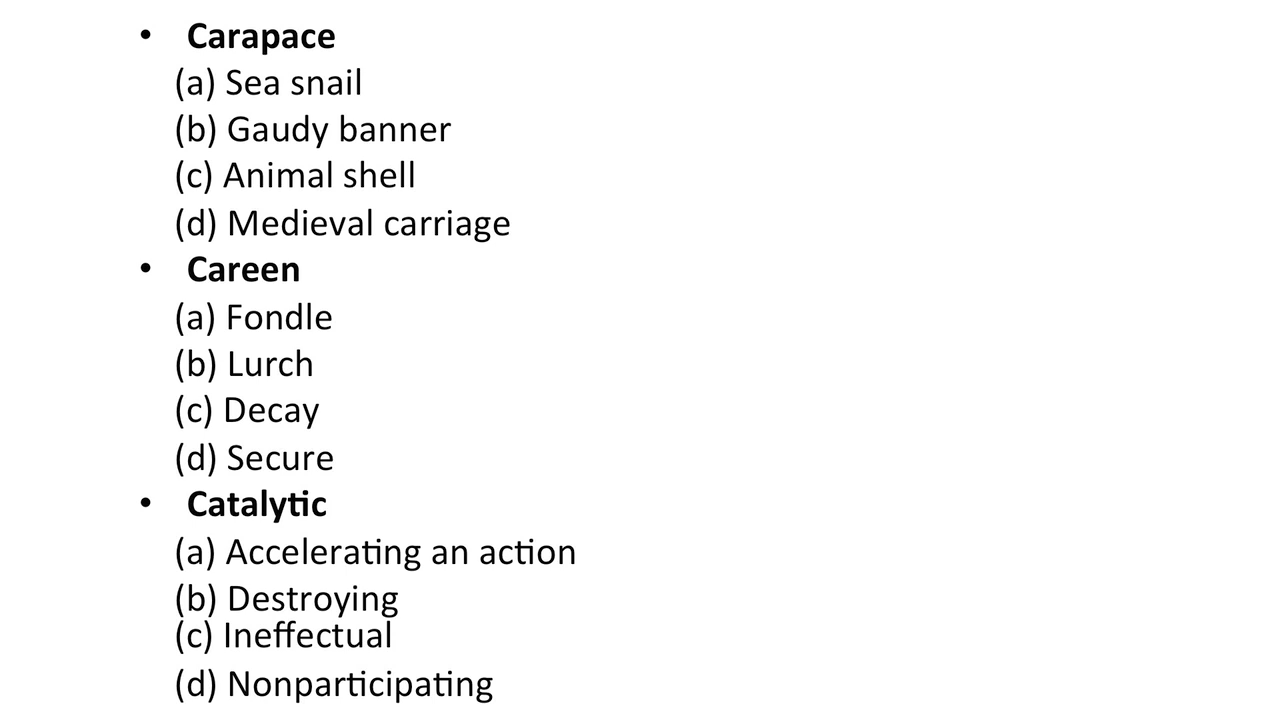 • Carapace
(a) Sea snail
(b) Gaudy banner
(c) Animal shell
(d) Medieval carriage
• Careen
(a) Fondle
(b) Lurch
(c) Decay
(d) Secure
• Catalytic
(a) Accelerating an action
(b) Destroying
(c) Ineffectual
(d) Nonparticipating